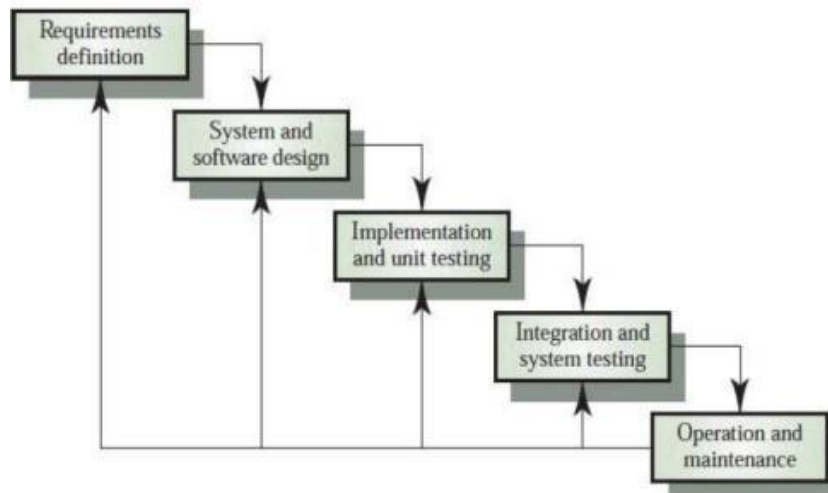 Requirements
definition
System and
software design
Implementation
and unit testing
Integration and
system testing
Operation and
maintenance